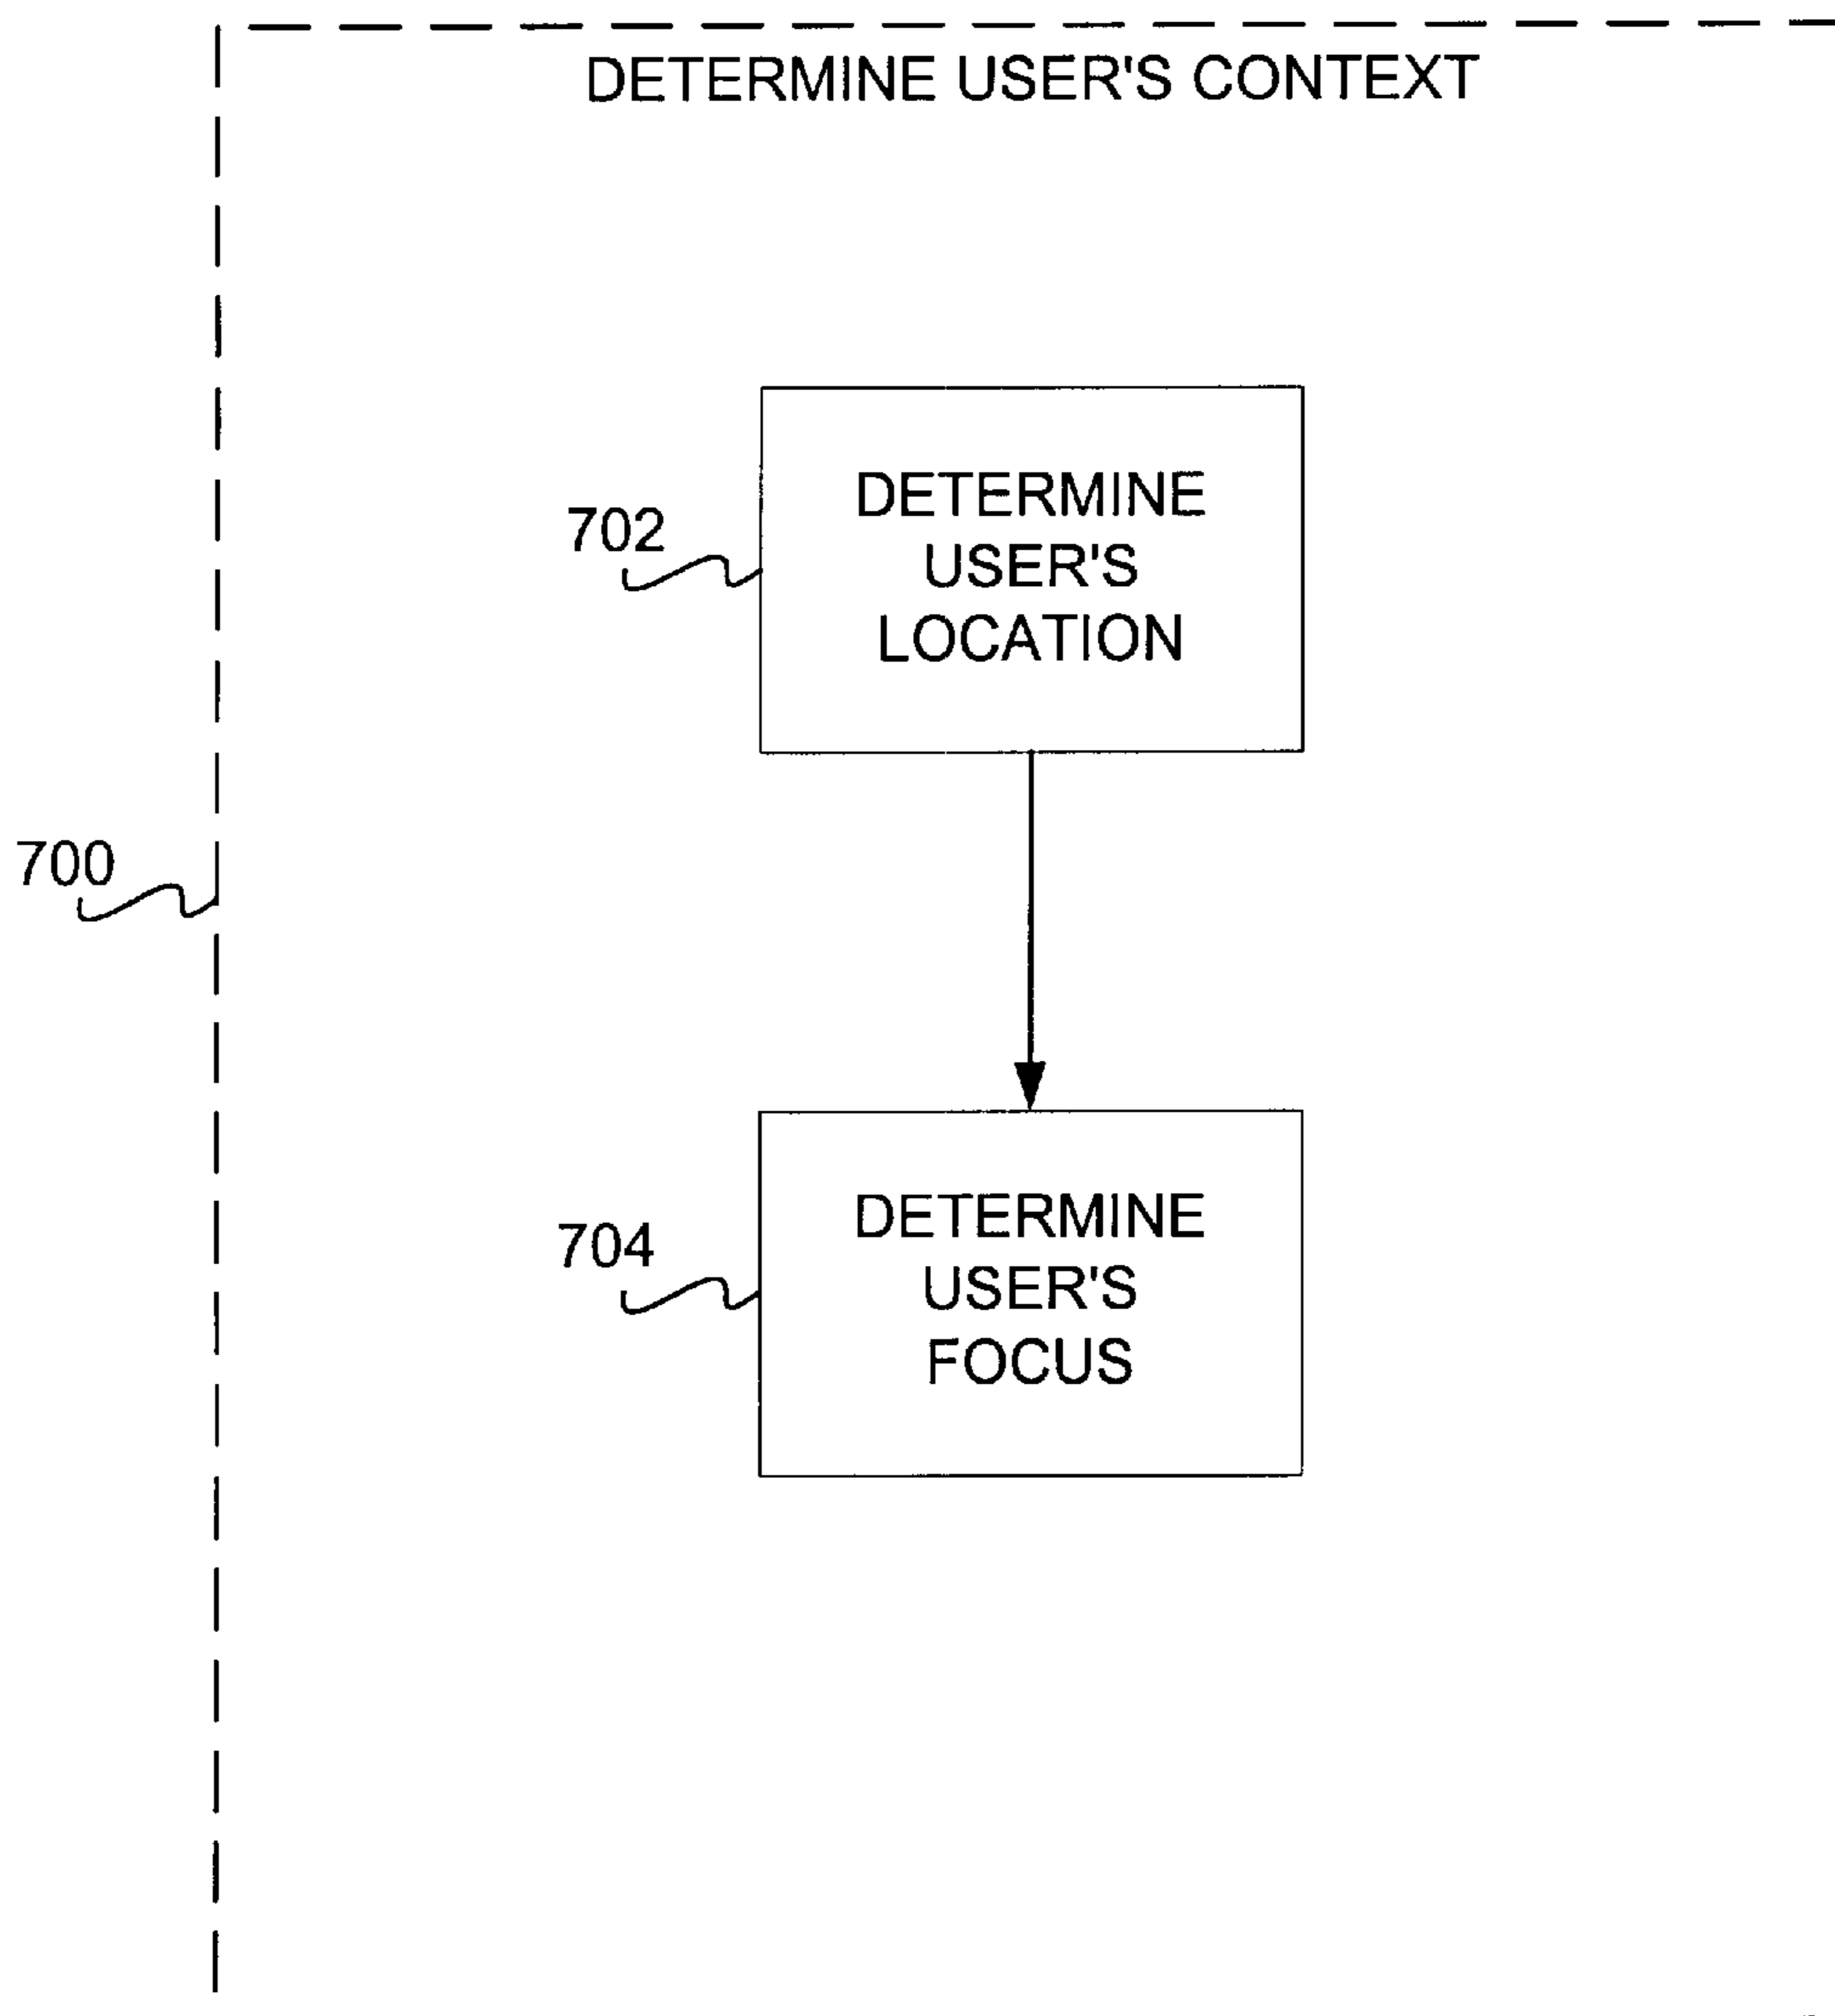 DETERMINE USER'S CONTEXT
702
DETERMINE
USER'S
LOCATION
700
704
DETERMINE
USER'S
FOCUS